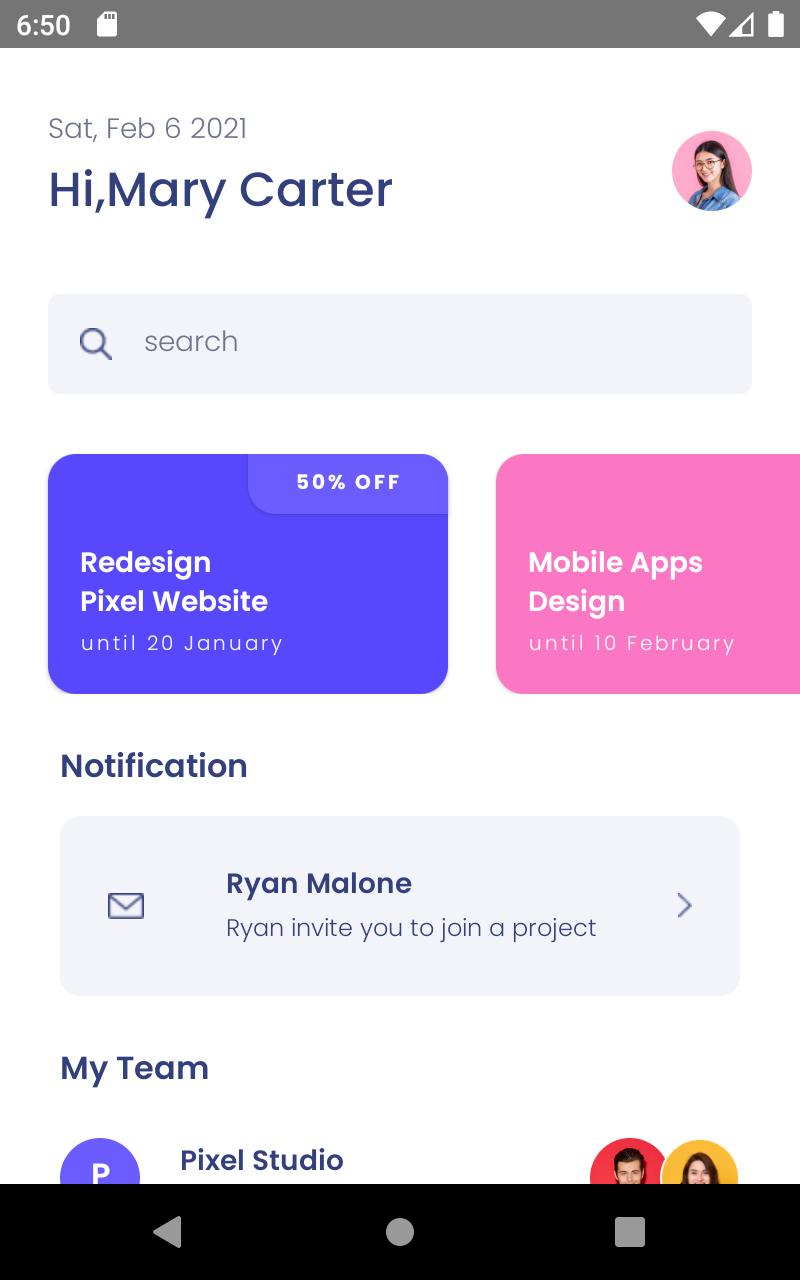 6:50
Sat, Feb 6 2021
Hi,Mary Carter
search
50% OFF
Redesign
Pixel Website
until 20 January
Mobile Apps
Design
until 10 February
Notification
Ryan Malone
Ryan invite you to join a project
My Team
P
Pixel Studio